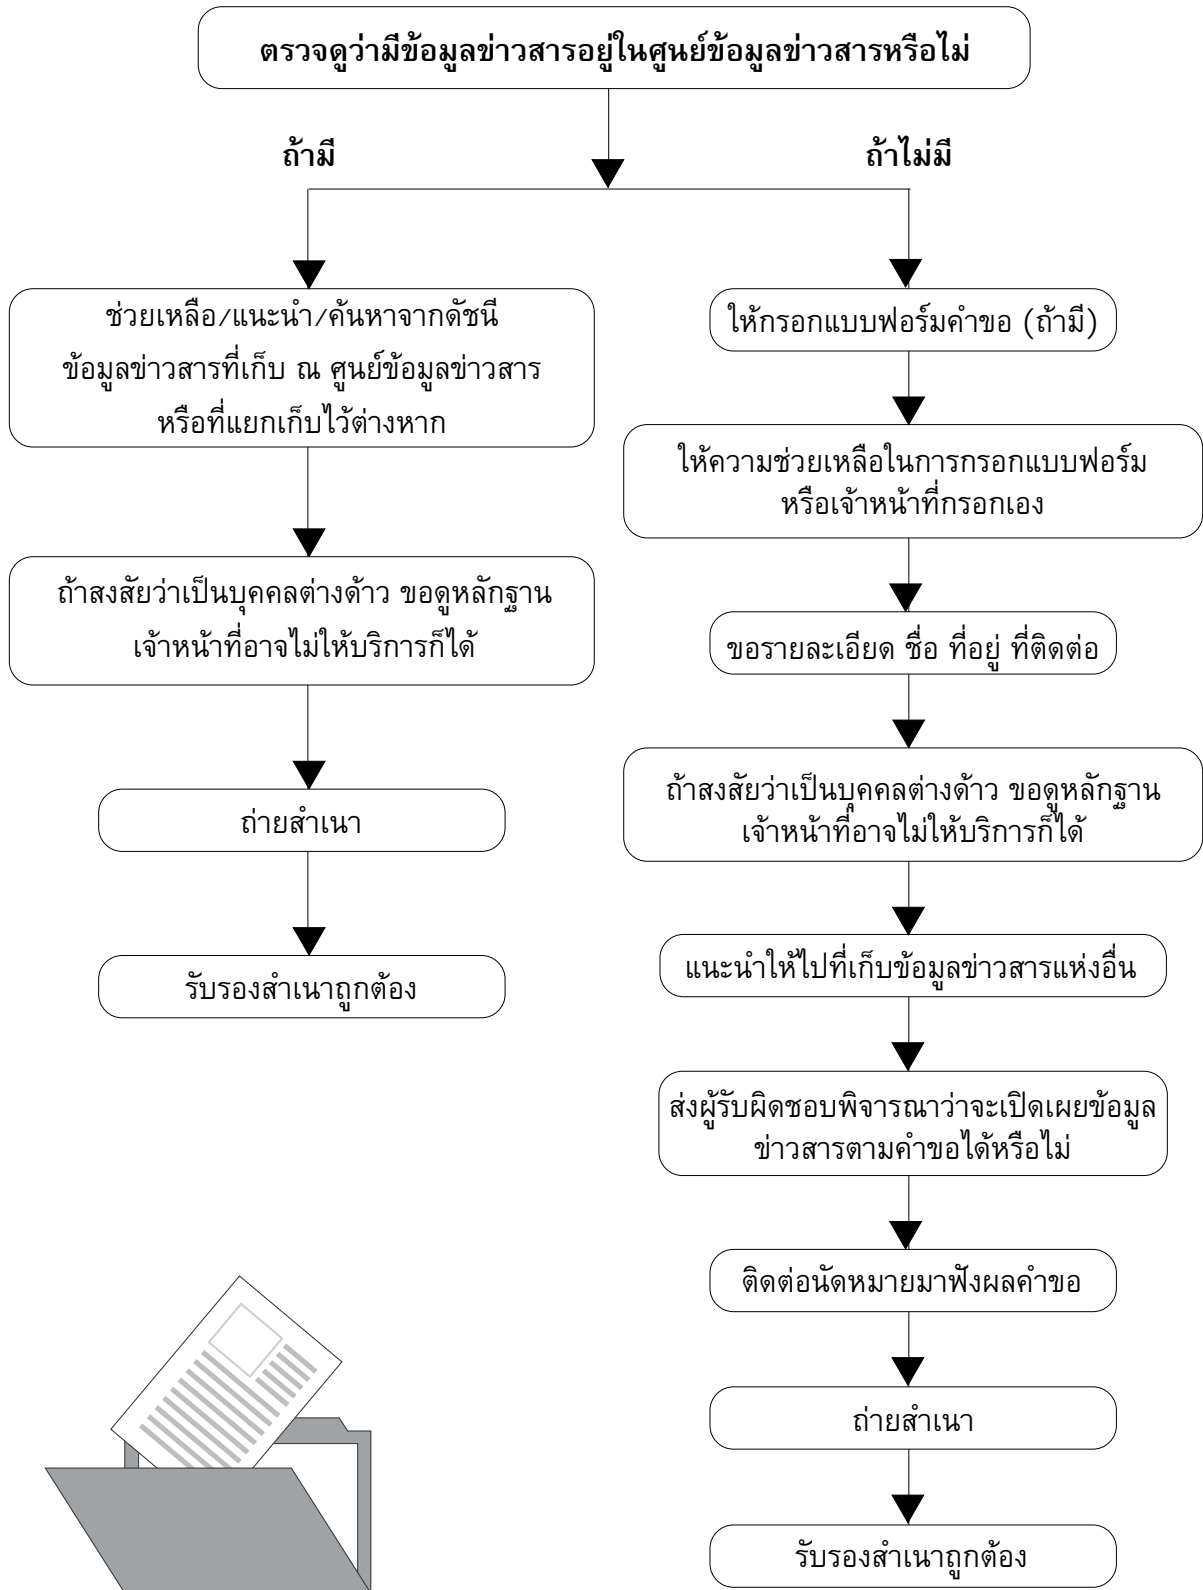 ตรวจดูว่ามีข้อมูลข่าวสารอยู่ในศูนย์ข้อมูลข่าวสารหรือไม่
ถ้ามี
ช่วยเหลือ/แนะนำ/ค้นหาจากดัชนี
ข้อมูลข่าวสารที่เก็บ ณ ศูนย์ข้อมูลข่าวสาร
หรือที่แยกเก็บไว้ต่างหาก
ถ้าสงสัยว่าเป็นบุคคลต่างด้าว ขอดูหลักฐาน
เจ้าหน้าที่อาจไม่ให้บริการก็ได้
ถ่ายสำเนา
รับรองสำเนาถูกต้อง
ถ้าไม่มี
ให้กรอกแบบฟอร์มคำขอ (ถ้ามี)
ให้ความช่วยเหลือในการกรอกแบบฟอร์ม
หรือเจ้าหน้าที่กรอกเอง
ขอรายละเอียด ชื่อ ที่อยู่ ที่ติดต่อ
ถ้าสงสัยว่าเป็นบุคคลต่างด้าว ขอดูหลักฐาน
เจ้าหน้าที่อาจไม่ให้บริการก็ได้
แนะนำให้ไปที่เก็บข้อมูลข่าวสารแห่งอื่น
ส่งผู้รับผิดชอบพิจารณาว่าจะเปิดเผยข้อมูล
ข่าวสารตามคำขอได้หรือไม่
ติดต่อนัดหมายมาฟังผลคำขอ
ถ่ายสำเนา
รับรองสำเนาถูกต้อง